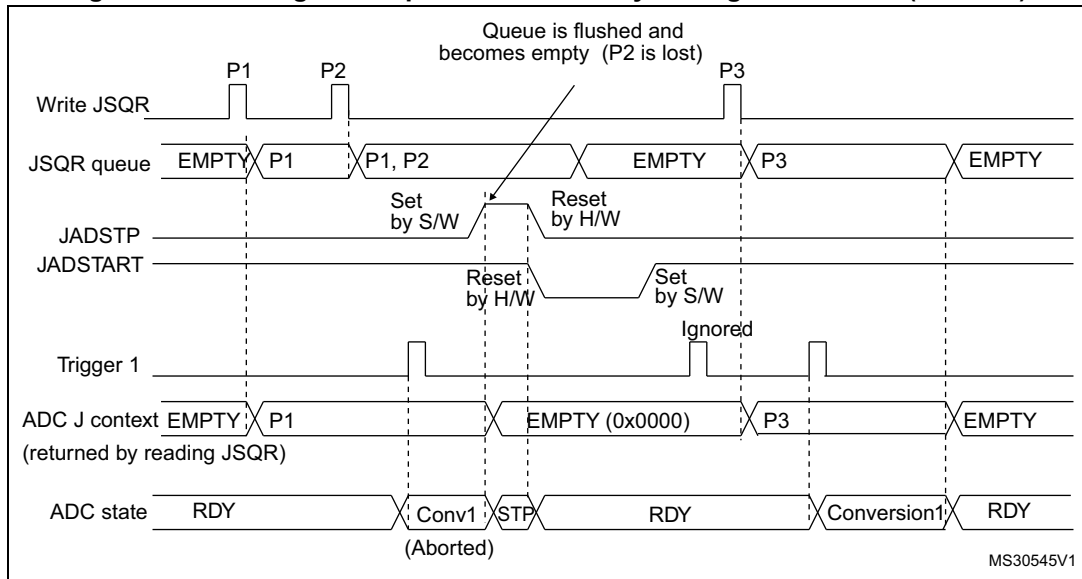 Queue is flushed and
becomes empty (P2 is lost)
P1 P2 P3
Write JSQR
JSQR queue EMPTY P1 P1, P2 EMPTY P3 EMPTY
Set
by S/W
Reset
by H/W
JADSTP
JADSTART
Reset
by H/W
Set
by S/W
Ignored
Trigger 1
ADC J context EMPTY P1 EMPTY (0x0000) P3 EMPTY
(returned by reading JSQR)
ADC state RDY Conv1 STP RDY Conversion1 RDY
(Aborted)
MS30545V1